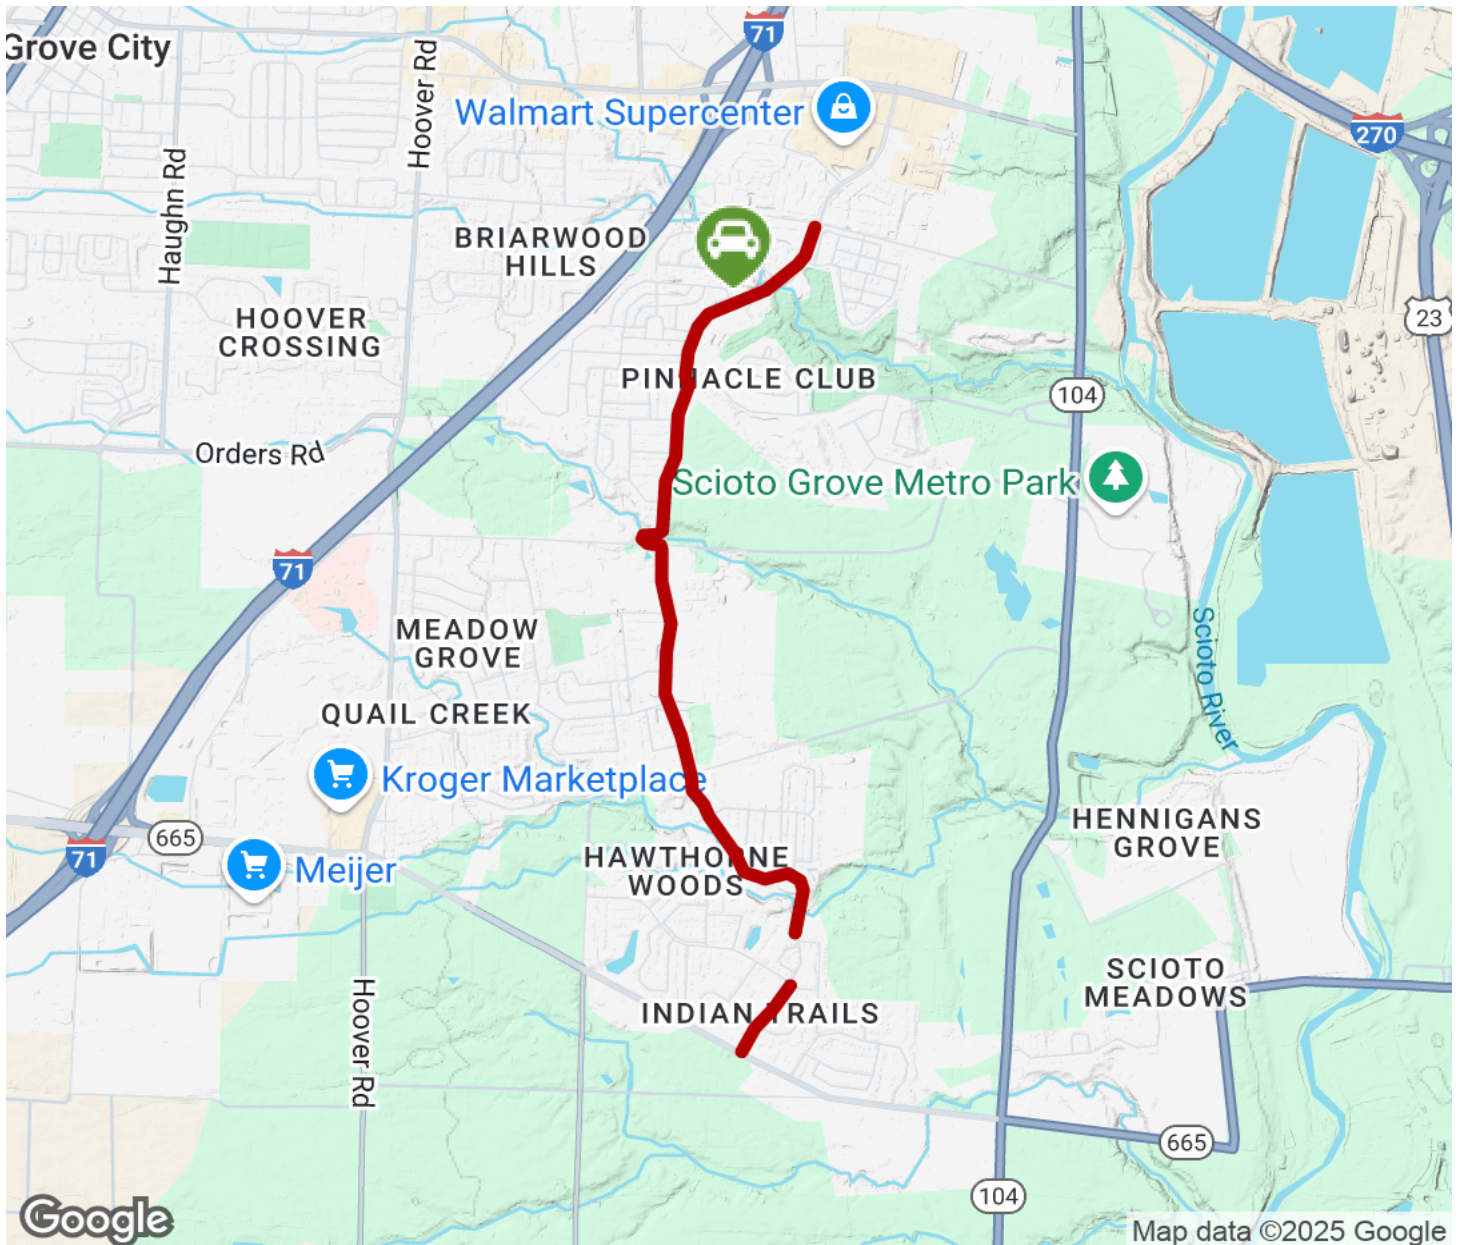 Grove City
Hoover Rd
71
Walmart Supercenter
270
Haughn Rd
BRIARWOOD
HILLS
HOOVER
CROSSING
23
PINNACLE CLUB
104
Orders Rd
Scioto Grove Metro Park
71
MEADOW
GROVE
Scioto River
QUAIL CREEK
Kroger Marketplace
665
71
Meijer
HENNIGANS
GROVE
HAWTHORNE
WOODS
SCIOTO
MEADOWS
INDIAN TRAILS
Hoover Rd
665
104
Google
Map data ©2025 Google